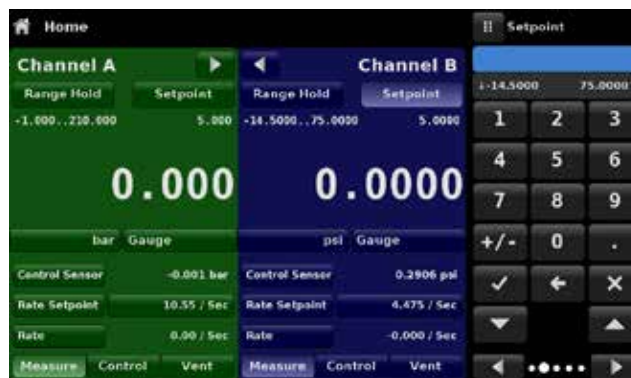 Home
Channel A
Range Hold Setpoint
-1.000..210.000 5.000
0.000
bar Gauge
Control Sensor -0.001 bar
Rate Setpoint 10.55 / Sec
Rate 0.00 / Sec
Measure Control Vent
Channel B
Range Hold Setpoint
-14.5000..75.0000 5.0000
0.0000
psi Gauge
Control Sensor 0.2906 psi
Rate Setpoint 4.475 / Sec
Rate -0.000 / Sec
Measure Control Vent
Setpoint
↓-14.5000 75.0000
1 2 3
4 5 6
7 8 9
+/- 0 .